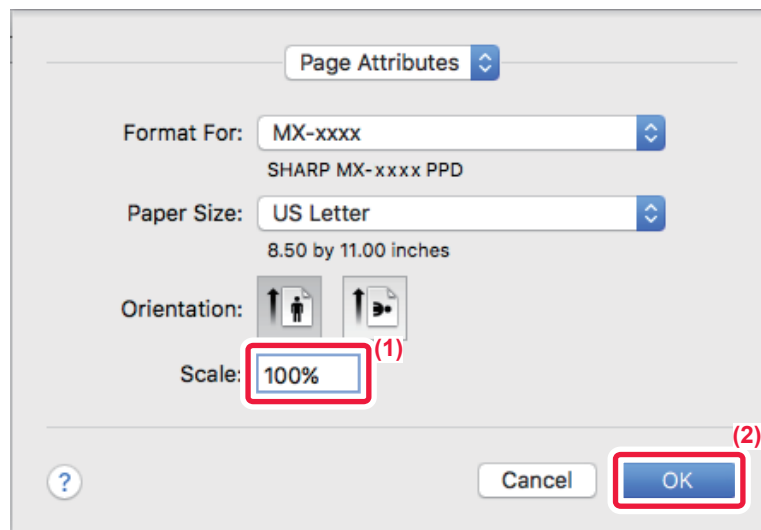 Page Attributes
Format For: MX-xxxx
SHARP MX-xxxx PPD
Paper Size: US Letter
8.50 by 11.00 inches
Orientation:
(1)
Scale: 100%
(2)
? Cancel OK